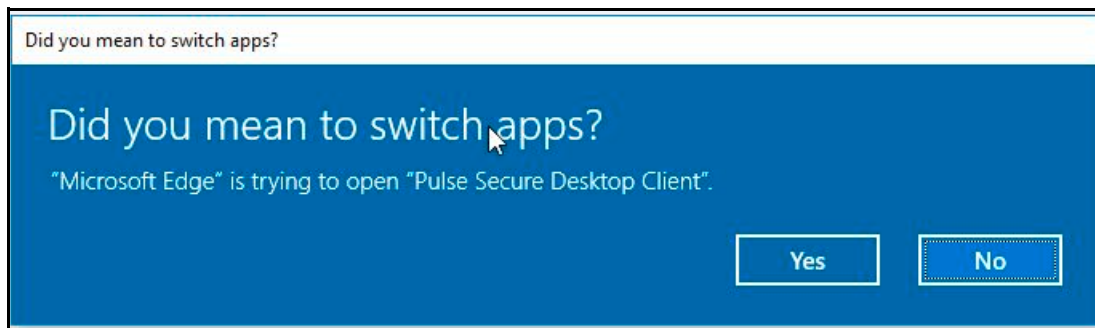 Did you mean to switch apps?
Did you mean to switch apps?
"Microsoft Edge" is trying to open "Pulse Secure Desktop Client".
Yes No